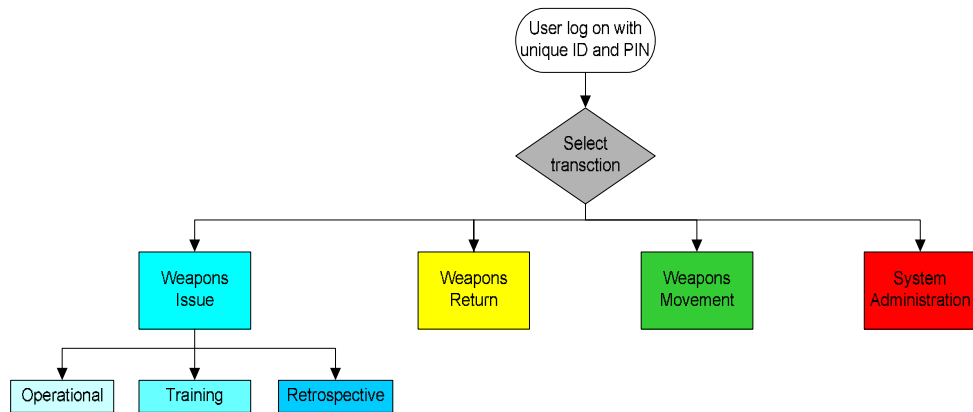 User log on with
unique ID and PIN
Select
transction
Weapons
Issue
Weapons
Return
Weapons
Movement
System
Administration
Operational
Training
Retrospective